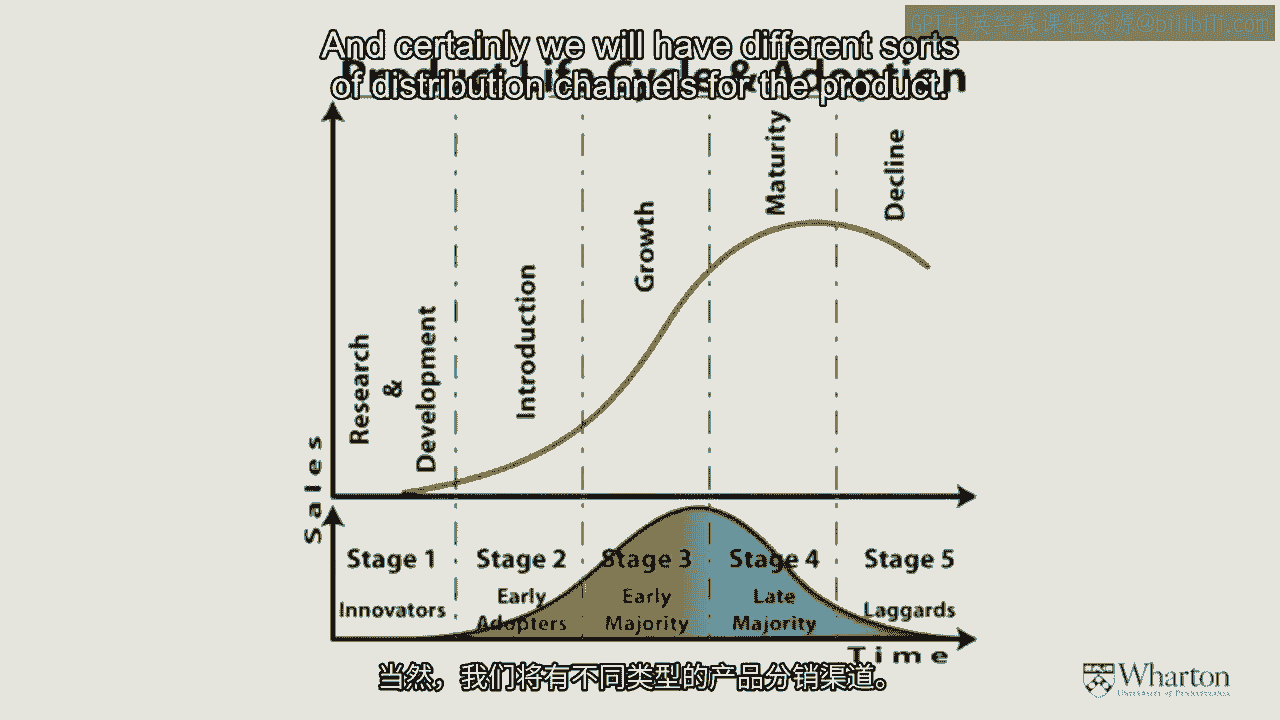 And certainly we will have different sorts
of distribution channels for the product.
Product Life Cycle & Adoption
Research
&
Development
Introduction
Growth
Maturity
Decline
Sales
Stage 1
Stage 2
Stage 3
Stage 4
Stage 5
Innovators
Early
Adopters
Early
Majority
Late
Majority
Laggards
Time
当然，我们将有不同类型的产品分销渠道。
Wharton
University of Pennsylvania